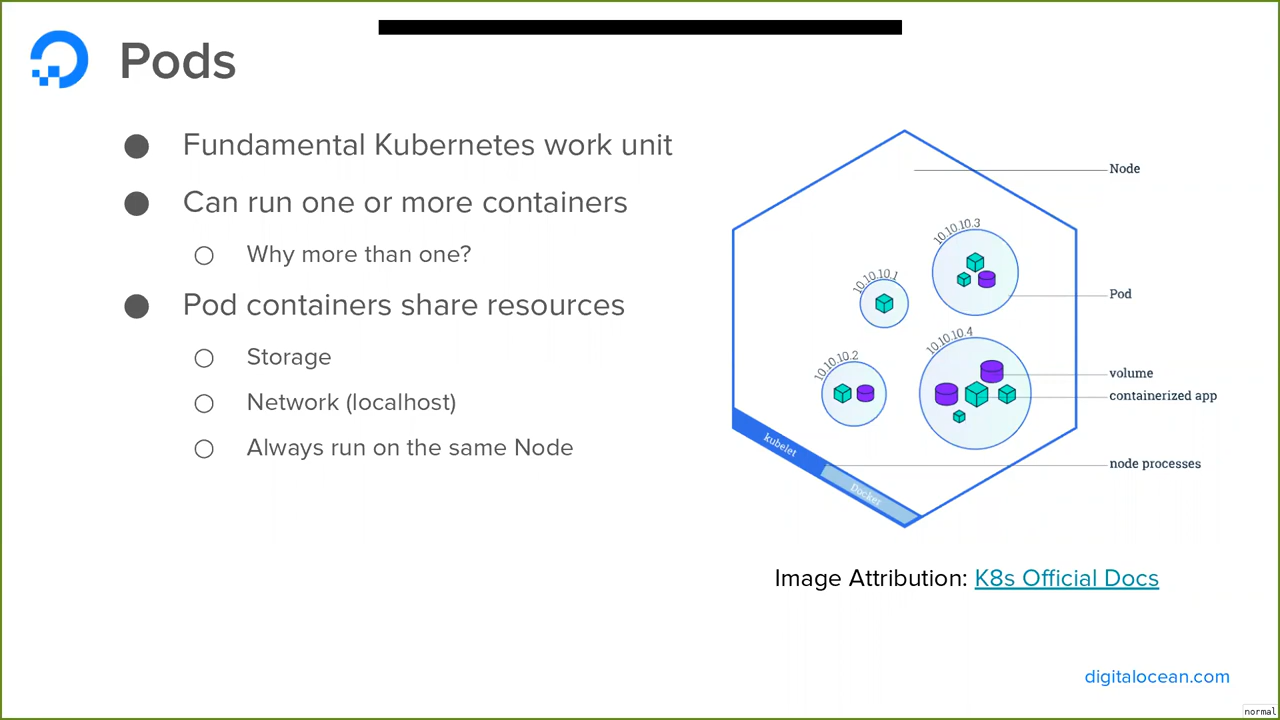 Pods
● Fundamental Kubernetes work unit
● Can run one or more containers
○ Why more than one?
● Pod containers share resources
○ Storage
○ Network (localhost)
○ Always run on the same Node
Node
10.10.10.3
10.10.10.1
Pod
10.10.10.4
10.10.10.2
volume
containerized app
kubelet
node processes
Docker
Image Attribution: K8s Official Docs
digitalocean.com
normal